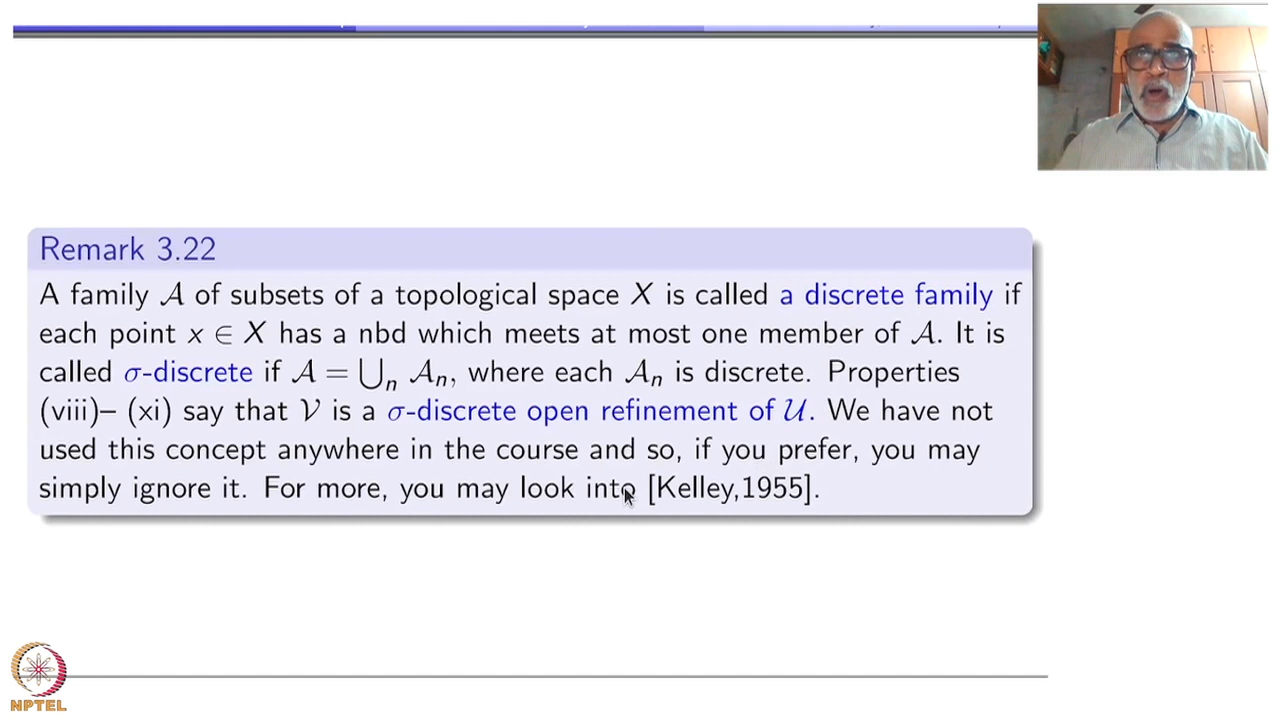 Remark 3.22
A family 𝒜 of subsets of a topological space X is called a discrete family if
each point x ∈ X has a nbd which meets at most one member of 𝒜. It is
called σ-discrete if 𝒜 = ⋃ₙ 𝒜ₙ, where each 𝒜ₙ is discrete. Properties
(viii)– (xi) say that 𝒱 is a σ-discrete open refinement of 𝒰. We have not
used this concept anywhere in the course and so, if you prefer, you may
simply ignore it. For more, you may look into [Kelley,1955].
NPTEL